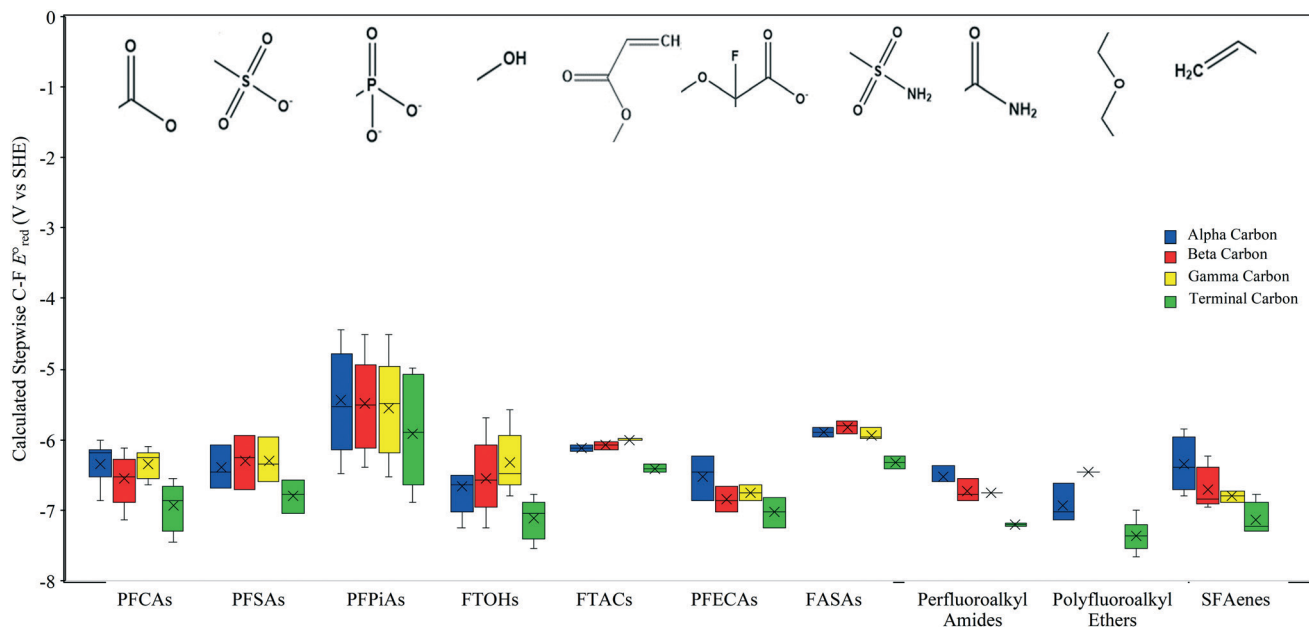 0
-1
-2
-3
-4
-5
-6
-7
-8
Calculated Stepwise C-F E°red (V vs SHE)
O
O
O
S
O
O-
O
P
O-
O-
OH
CH
O
O
F
O
O
O-
O
S
NH2
O
O
NH2
O
H2C
Alpha Carbon
Beta Carbon
Gamma Carbon
Terminal Carbon
PFCAs
PFSAs
PFPiAs
FTOHs
FTACs
PFECAs
FASAs
Perfluoroalkyl
Amides
Polyfluoroalkyl
Ethers
SFAenes